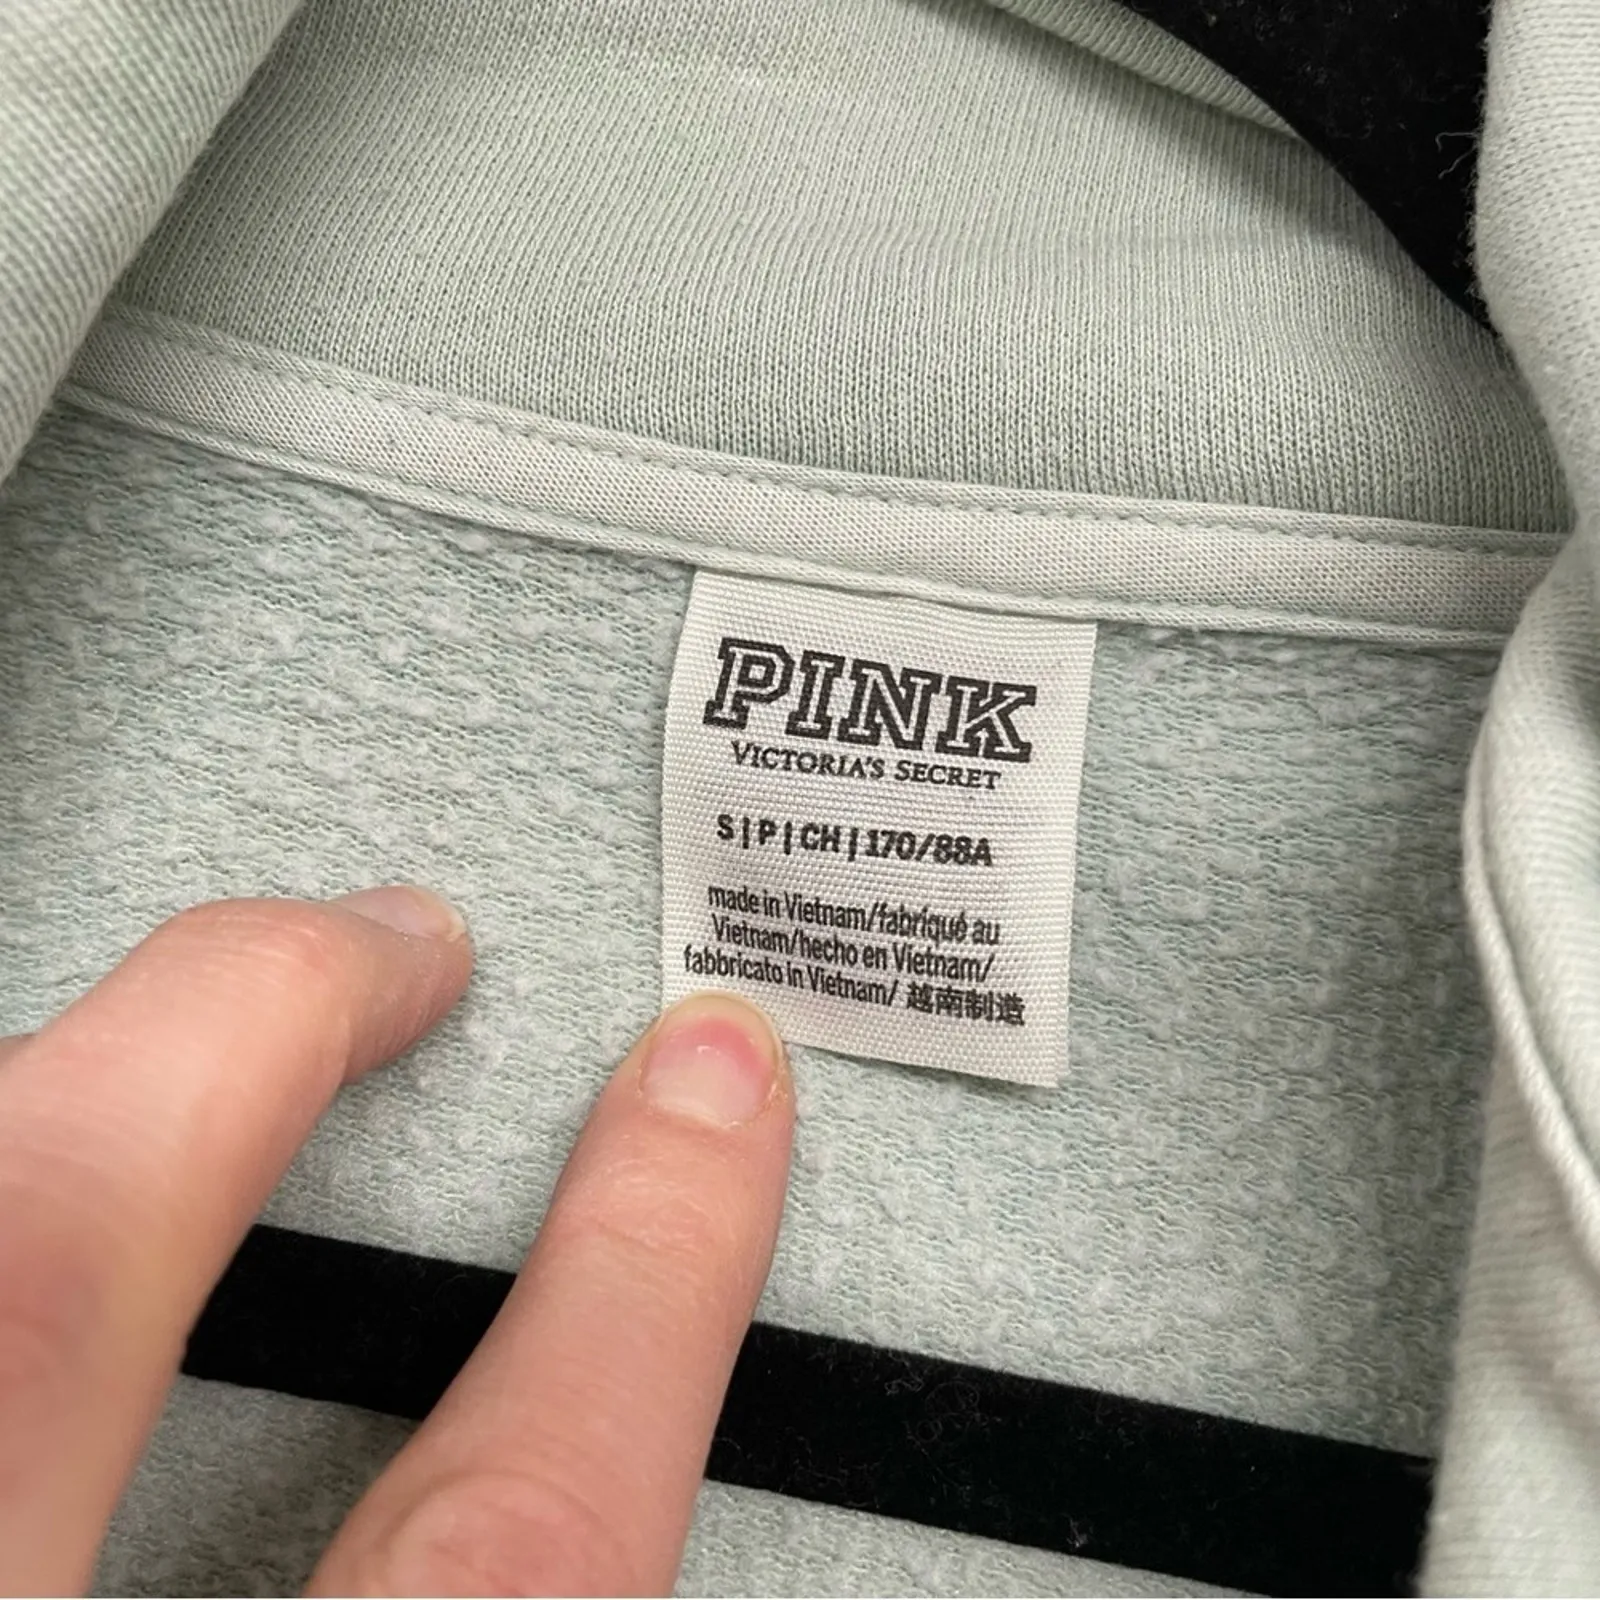 PINK
VICTORIA'S SECRET
S | P | CH | 170/88A
made in Vietnam/fabriqué au
Vietnam/hecho en Vietnam/
fabbricato in Vietnam/ 越南制造